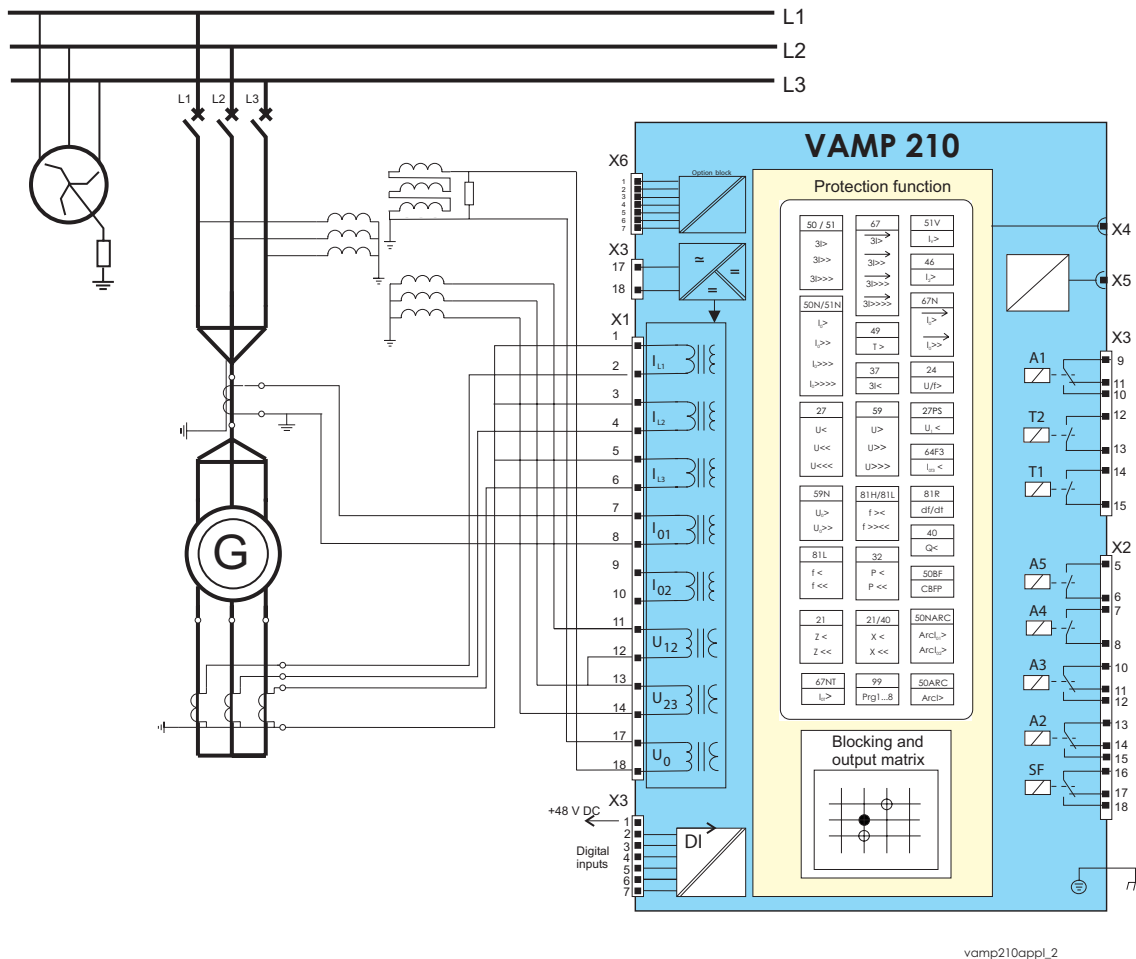 L1
L2
L3
L1 L2 L3
G
VAMP 210
X6
1
2
3
4
5
6
7
Option block
X3
17
18
X1
1
2
3
4
5
6
7
8
9
10
11
12
13
14
17
18
IL1
IL2
IL3
I01
I02
U12
U23
U0
X3
+48 V DC
Digital
inputs
1
2
3
4
5
6
7
DI
Protection function
50 / 51
3I>
3I>>
3I>>>
67
3I>
3I>>
3I>>>
3I>>>>
51V
Iv>
46
I2>
50N/51N
I0>
I0>>
I0>>>
I0>>>>
49
T >
67N
I0>
I0>>
37
3I<
24
U/f>
27
U<
U<<
U<<<
59
U>
U>>
U>>>
27PS
U1 <
64F3
<
59N
U0>
U0>>
81H/81L
f ><
f >><<
81R
df/dt
40
Q<
81L
f <
f <<
32
P <
P <<
50BF
CBFP
21
Z <
Z <<
21/40
X <
X <<
50NARC
ArcI01>
ArcI02>
67NT
>
99
Prg1...8
50ARC
ArcI>
Blocking and
output matrix
X4
X5
X3
A1
9
11
10
T2
12
13
T1
14
15
X2
A5
5
6
A4
7
8
A3
10
11
12
A2
13
14
15
SF
16
17
18
vamp210appl_2